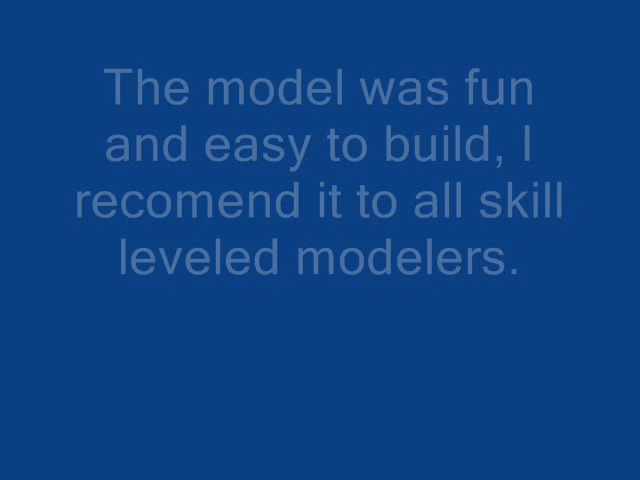 The model was fun
and easy to build, I
recomend it to all skill
leveled modelers.